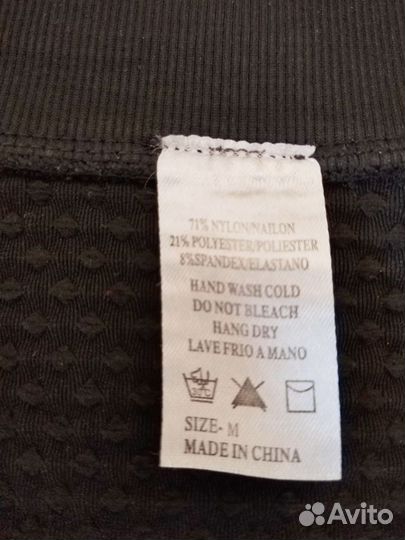 71% NYLON/NAILON
21% POLYESTER/POLIESTER
8%SPANDEX/ELASTANO
HAND WASH COLD
DO NOT BLEACH
HANG DRY
LAVE FRIO A MANO
30°C
SIZE- M
MADE IN CHINA
Avito